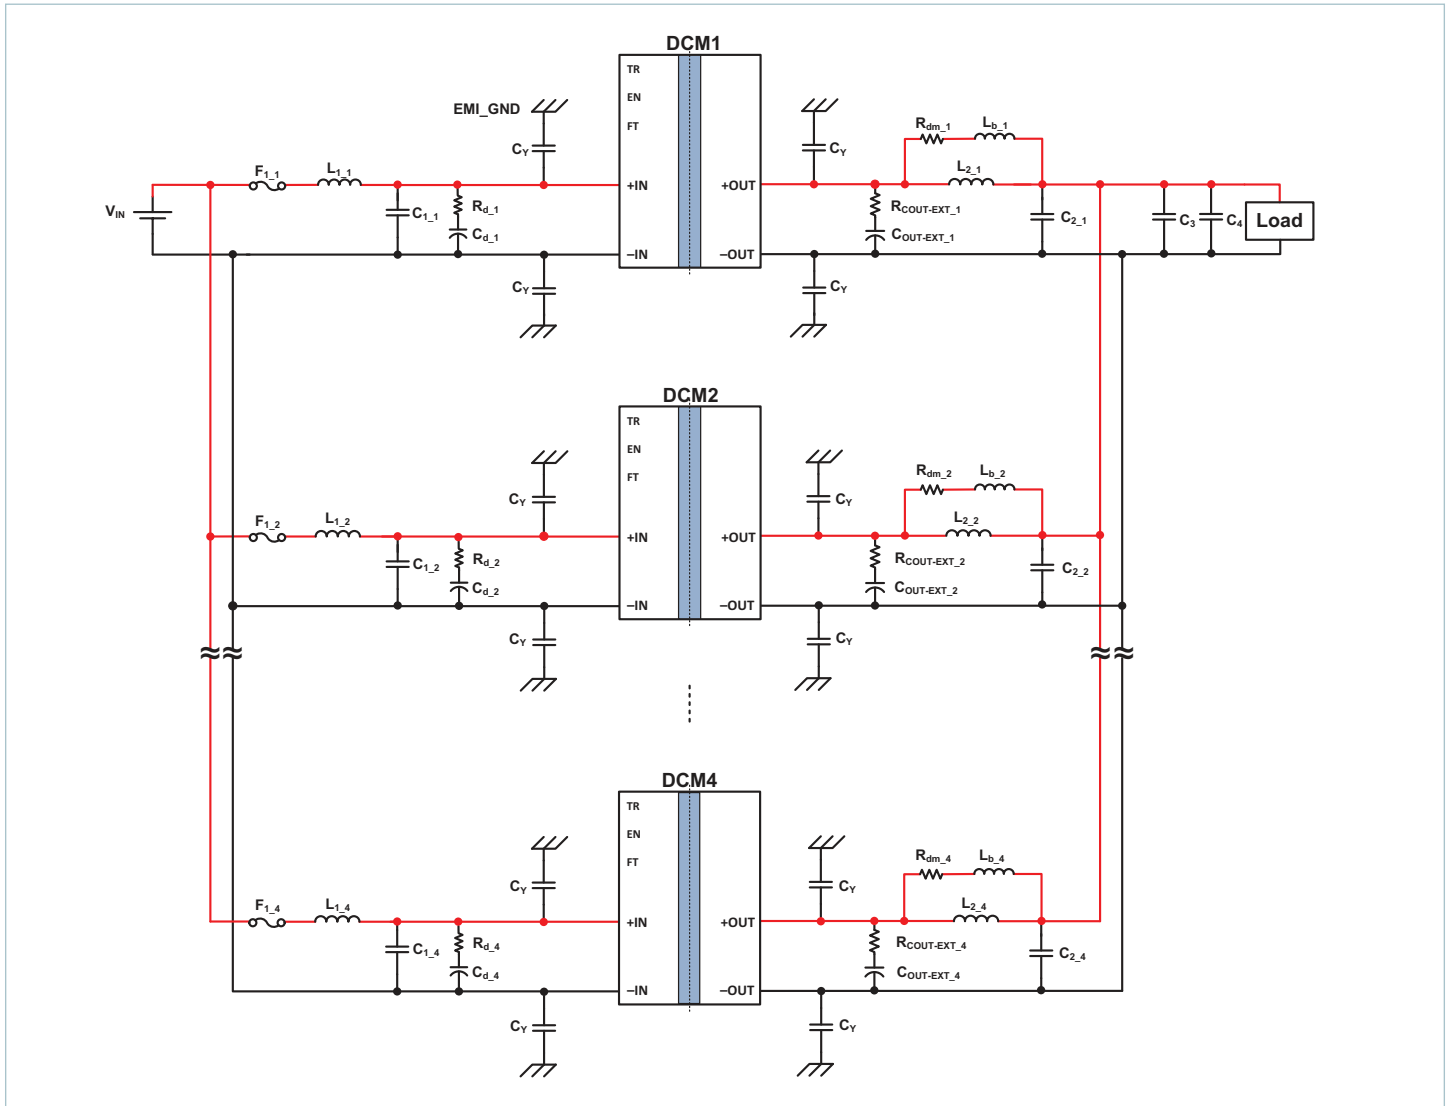 DCM1
TR
EN
FT
EMI_GND
CY
CY
Rdm_1
Lb_1
F1_1
L1_1
L2_1
+IN
+OUT
VIN
C1_1
Rd_1
Cd_1
RCOUT-EXT_1
COUT-EXT_1
C2_1
C3
C4
Load
–IN
–OUT
CY
CY
DCM2
TR
EN
FT
CY
CY
Rdm_2
Lb_2
F1_2
L1_2
L2_2
+IN
+OUT
C1_2
Rd_2
Cd_2
RCOUT-EXT_2
COUT-EXT_2
C2_2
–IN
–OUT
CY
CY
DCM4
TR
EN
FT
CY
CY
Rdm_4
Lb_4
F1_4
L1_4
L2_4
+IN
+OUT
C1_4
Rd_4
Cd_4
RCOUT-EXT_4
COUT-EXT_4
C2_4
–IN
–OUT
CY
CY